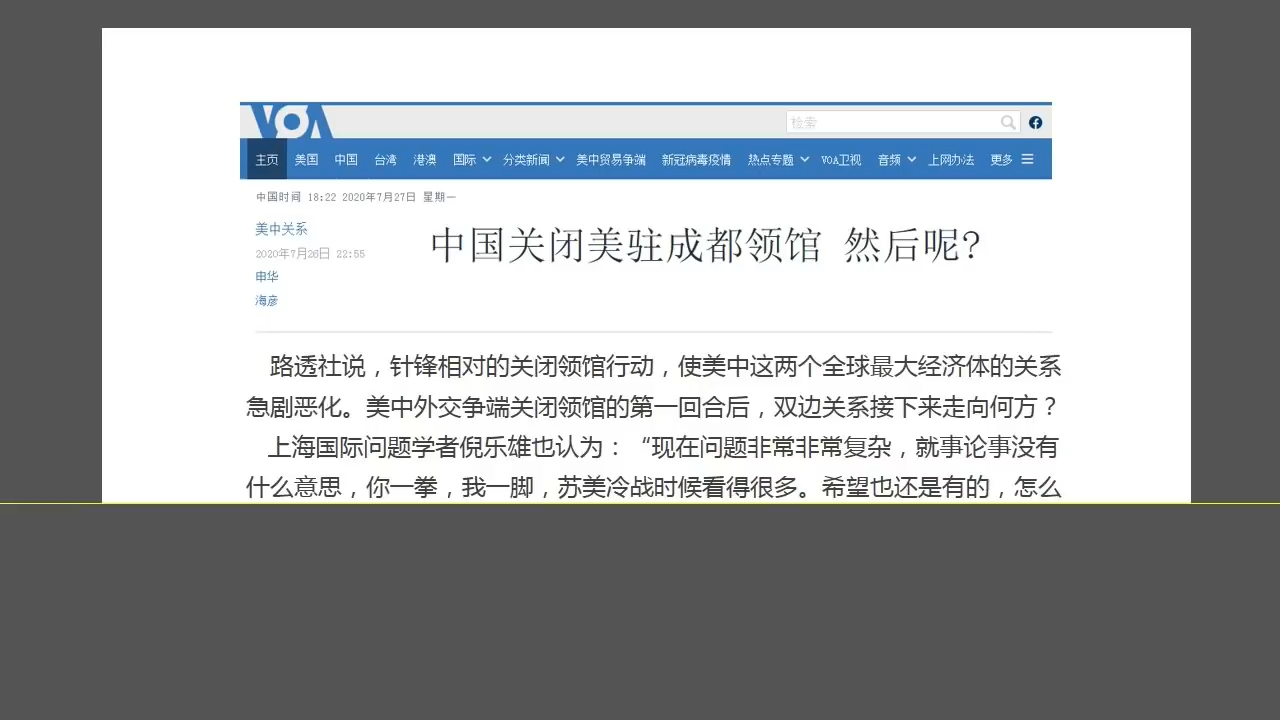 VOA
检索
主页 美国 中国 台湾 港澳 国际 分类新闻 美中贸易争端 新冠病毒疫情 热点专题 VOA卫视 音频 上网办法 更多
中国时间 18:22 2020年7月27日 星期一
美中关系
2020年7月26日 22:55
申华
海彦
中国关闭美驻成都领馆 然后呢?
路透社说，针锋相对的关闭领馆行动，使美中这两个全球最大经济体的关系
急剧恶化。美中外交争端关闭领馆的第一回合后，双边关系接下来走向何方？
上海国际问题学者倪乐雄也认为：“现在问题非常非常复杂，就事论事没有
什么意思，你一拳，我一脚，苏美冷战时候看得很多。希望也还是有的，怎么